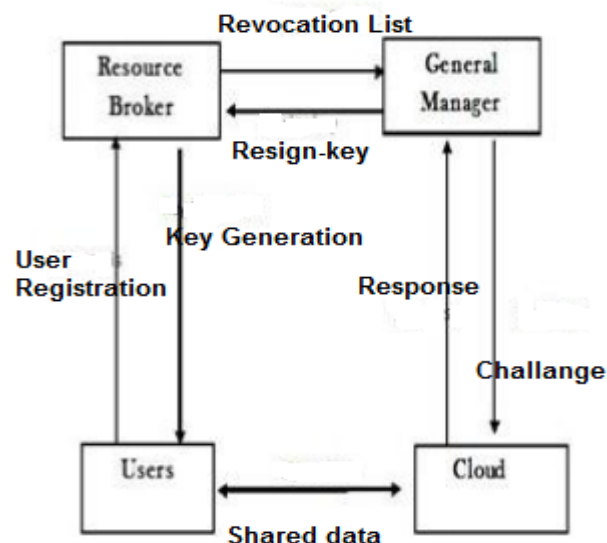 Revocation List
Resource
Broker
General
Manager
Resign-key
Key Generation
User
Registration
Response
Challange
Users
Cloud
Shared data